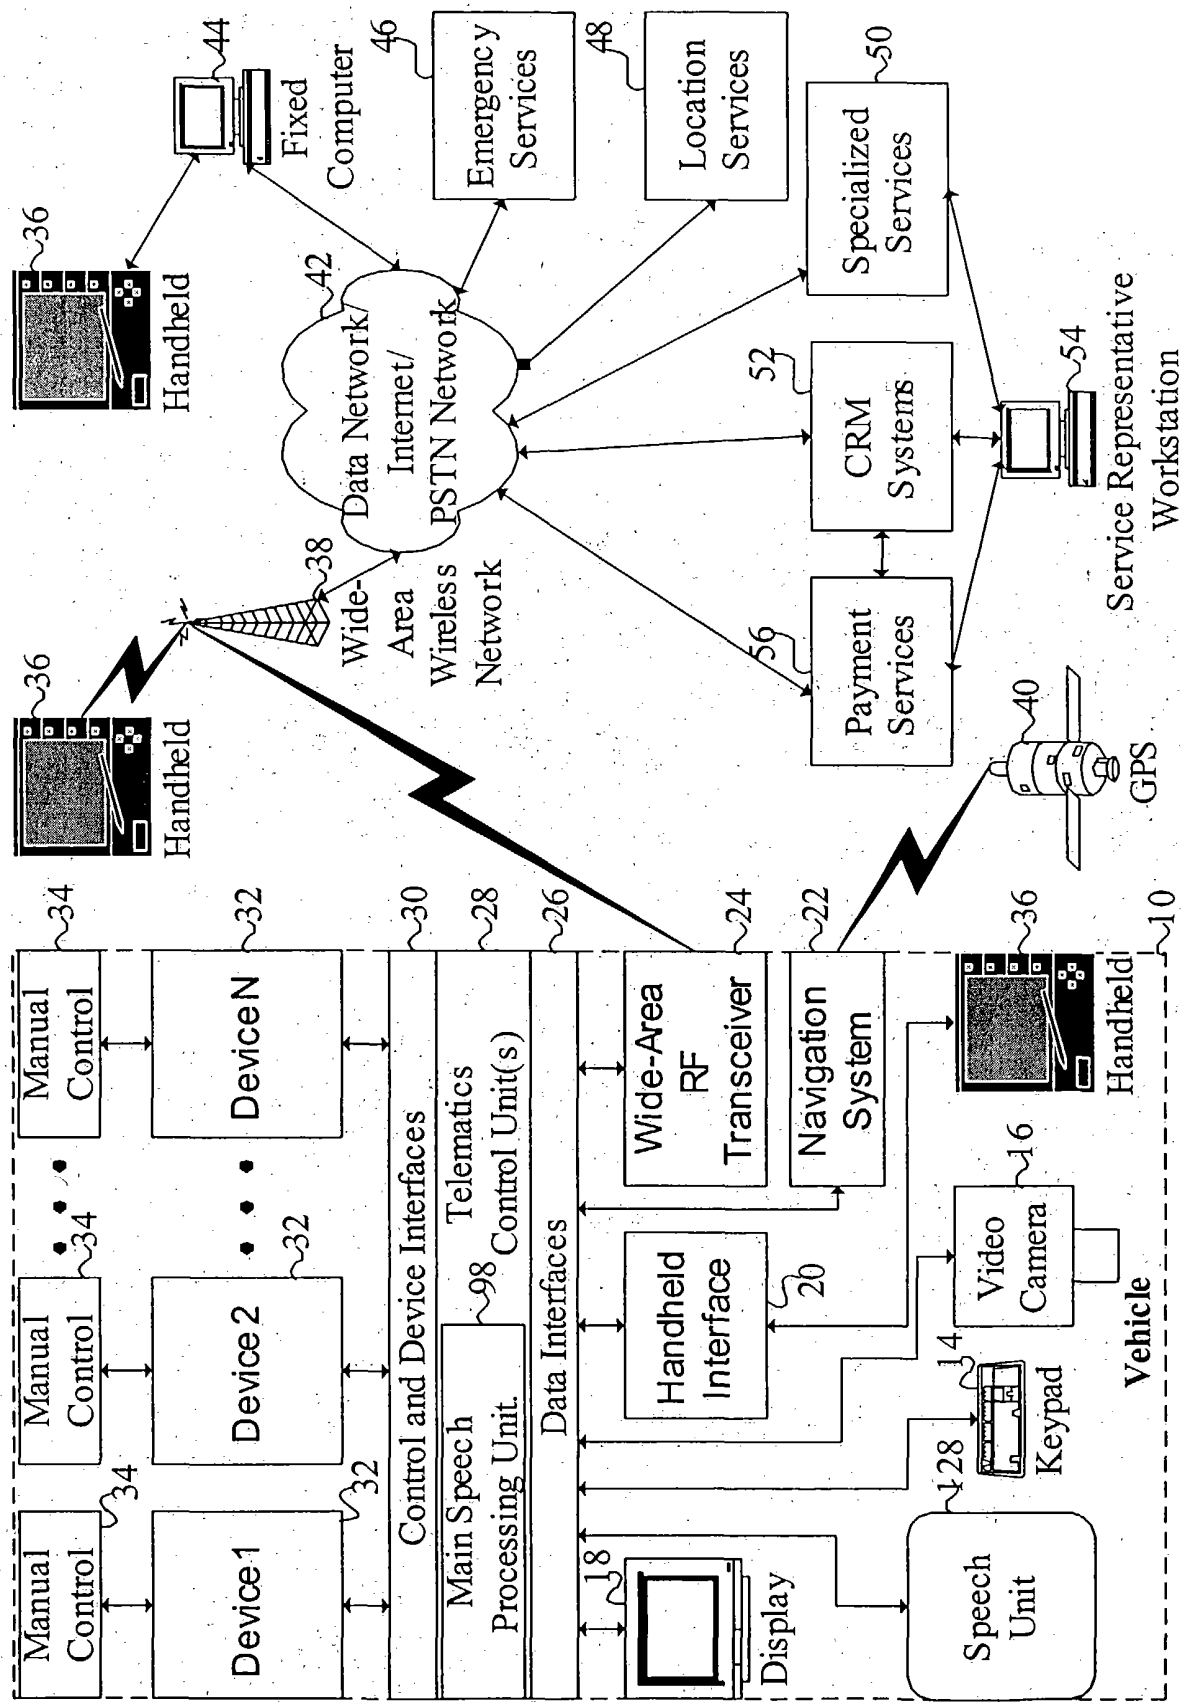 Manual
Control
34
Manual
Control
34
Manual
Control
34
Device 1
32
Device 2
32
Device N
32
Control and Device Interfaces
30
Main Speech
Processing Unit.
98
Telematics
Control Unit(s)
28
Data Interfaces
26
18
Display
Handheld
Interface
20
Wide-Area
RF
Transceiver
24
Navigation
System
22
Speech
Unit
128
14
Keypad
Video
Camera
16
36
Handheld
Vehicle
10
36
Handheld
36
Handheld
38
Wide-
Area
Wireless
Network
42
Data Network/
Internet/
PSTN Network
44
Fixed
Computer
46
Emergency
Services
48
Location
Services
50
Specialized
Services
52
CRM
Systems
56
Payment
Services
54
Service Representative
Workstation
40
GPS